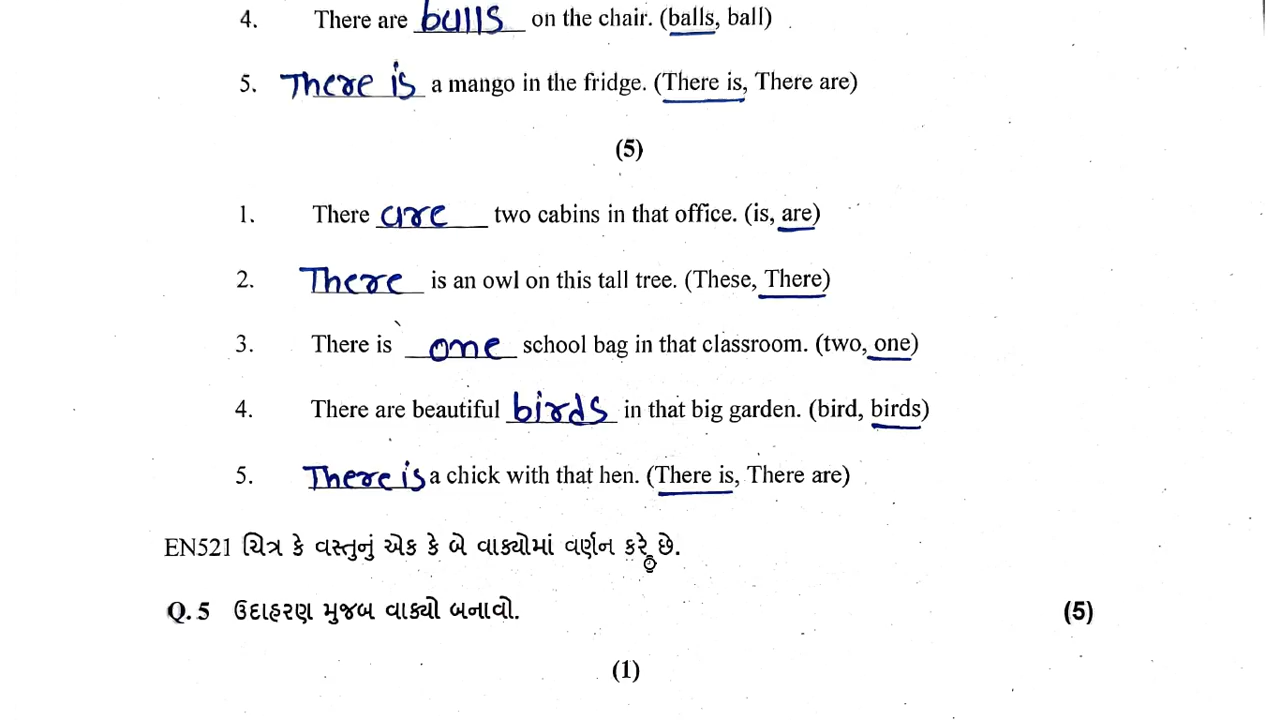 4. There are balls on the chair. (balls, ball)
5. There is a mango in the fridge. (There is, There are)
(5)
1. There are two cabins in that office. (is, are)
2. There is an owl on this tall tree. (These, There)
3. There is one school bag in that classroom. (two, one)
4. There are beautiful birds in that big garden. (bird, birds)
5. There is a chick with that hen. (There is, There are)
EN521 ચિત્ર કે વસ્તુનું એક કે બે વાક્યોમાં વર્ણન કરે છે.
Q. 5 ઉદાહરણ મુજબ વાક્યો બનાવો. (5)
(1)